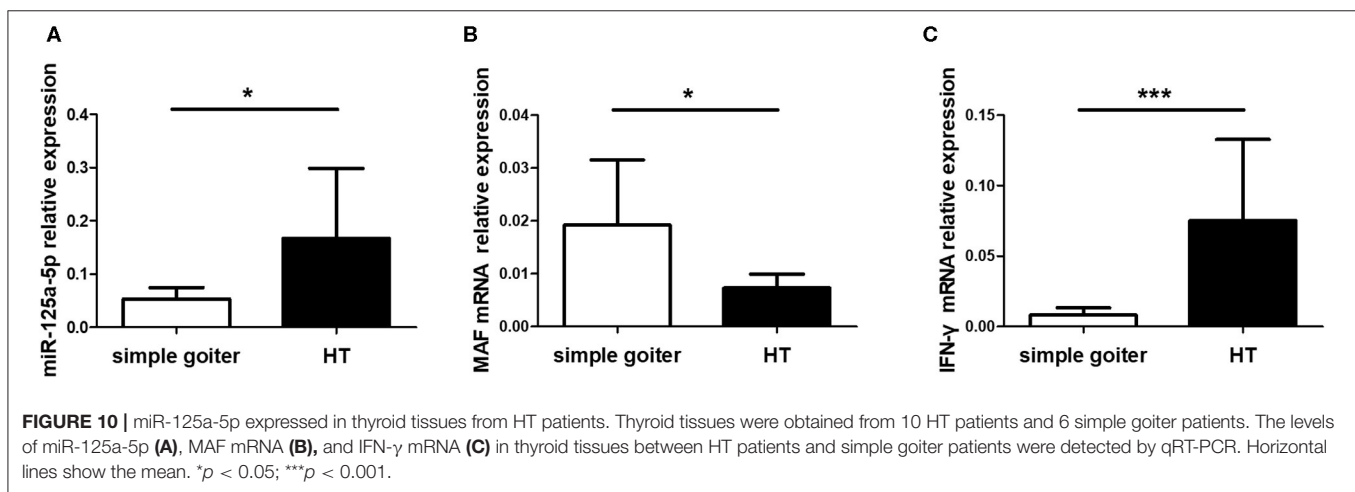 A
B
C
*
*
***
miR-125a-5p relative expression
0.4
0.3
0.2
0.1
0.0
simple goiter
HT
MAF mRNA relative expression
0.04
0.03
0.02
0.01
0.00
simple goiter
HT
IFN-γ mRNA relative expression
0.15
0.10
0.05
0.00
simple goiter
HT
FIGURE 10 | miR-125a-5p expressed in thyroid tissues from HT patients. Thyroid tissues were obtained from 10 HT patients and 6 simple goiter patients. The levels
of miR-125a-5p (A), MAF mRNA (B), and IFN-γ mRNA (C) in thyroid tissues between HT patients and simple goiter patients were detected by qRT-PCR. Horizontal
lines show the mean. *p < 0.05; ***p < 0.001.